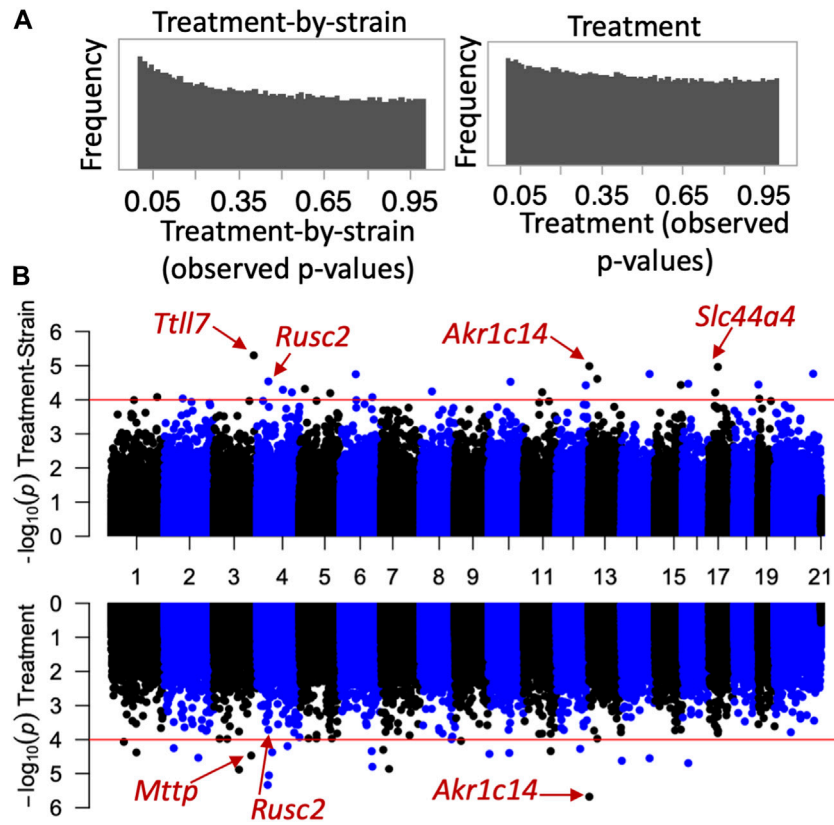 A
Treatment-by-strain
Treatment
Frequency
Frequency
0.05 0.35 0.65 0.95
0.05 0.35 0.65 0.95
Treatment-by-strain
(observed p-values)
Treatment (observed
p-values)
B
-log10(p) Treatment-Strain
6
5
4
3
2
1
0
Ttll7
Rusc2
Akr1c14
Slc44a4
1 2 3 4 5 6 7 8 9 11 13 15 17 19 21
−log10(p) Treatment
0
1
2
3
4
5
6
Mttp
Rusc2
Akr1c14